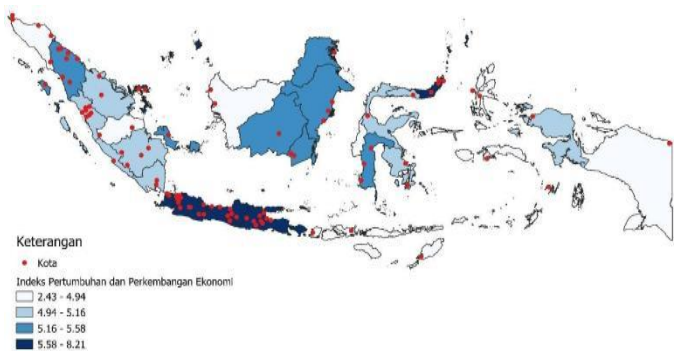 Keterangan
Kota
Indeks Pertumbuhan dan Perkembangan Ekonomi
2.43 - 4.94
4.94 - 5.16
5.16 - 5.58
5.58 - 8.21